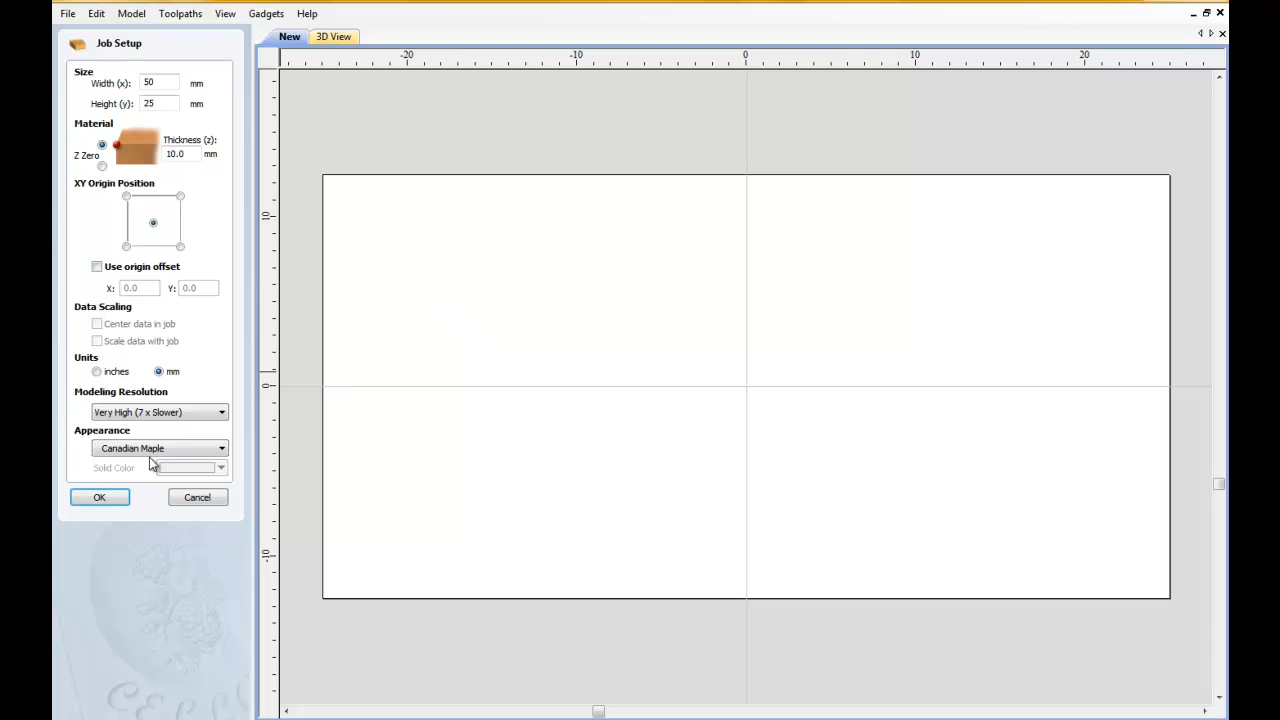 File Edit Model Toolpaths View Gadgets Help
Job Setup
New 3D View
-20 -10 0 10 20
Size
Width (x): 50 mm
Height (y): 25 mm
Material
Thickness (z):
Z Zero 10.0 mm
XY Origin Position
10
Use origin offset
X: 0.0 Y: 0.0
Data Scaling
Center data in job
Scale data with job
Units
inches mm
0
Modeling Resolution
Very High (7 x Slower)
Appearance
Canadian Maple
Solid Color
OK Cancel
-10